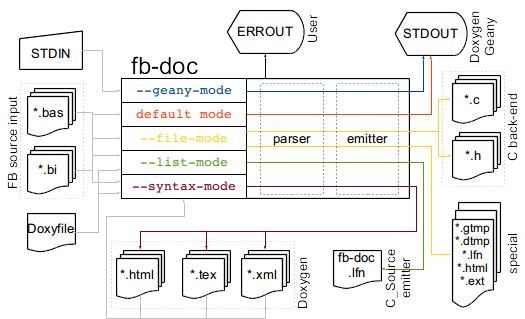 STDIN
ERROUT
User
STDOUT
Doxygen
Geany
fb-doc
--geany-mode
default mode
--file-mode
--list-mode
--syntax-mode
parser
emitter
FB source input
*.bas
*.bi
Doxyfile
*.c
*.h
C back-end
*.html
*.tex
*.xml
Doxygen
fb-doc
.lfn
C_Source
emitter
*.gtmp
*.dtmp
*.lfn
*.html
*.ext
special